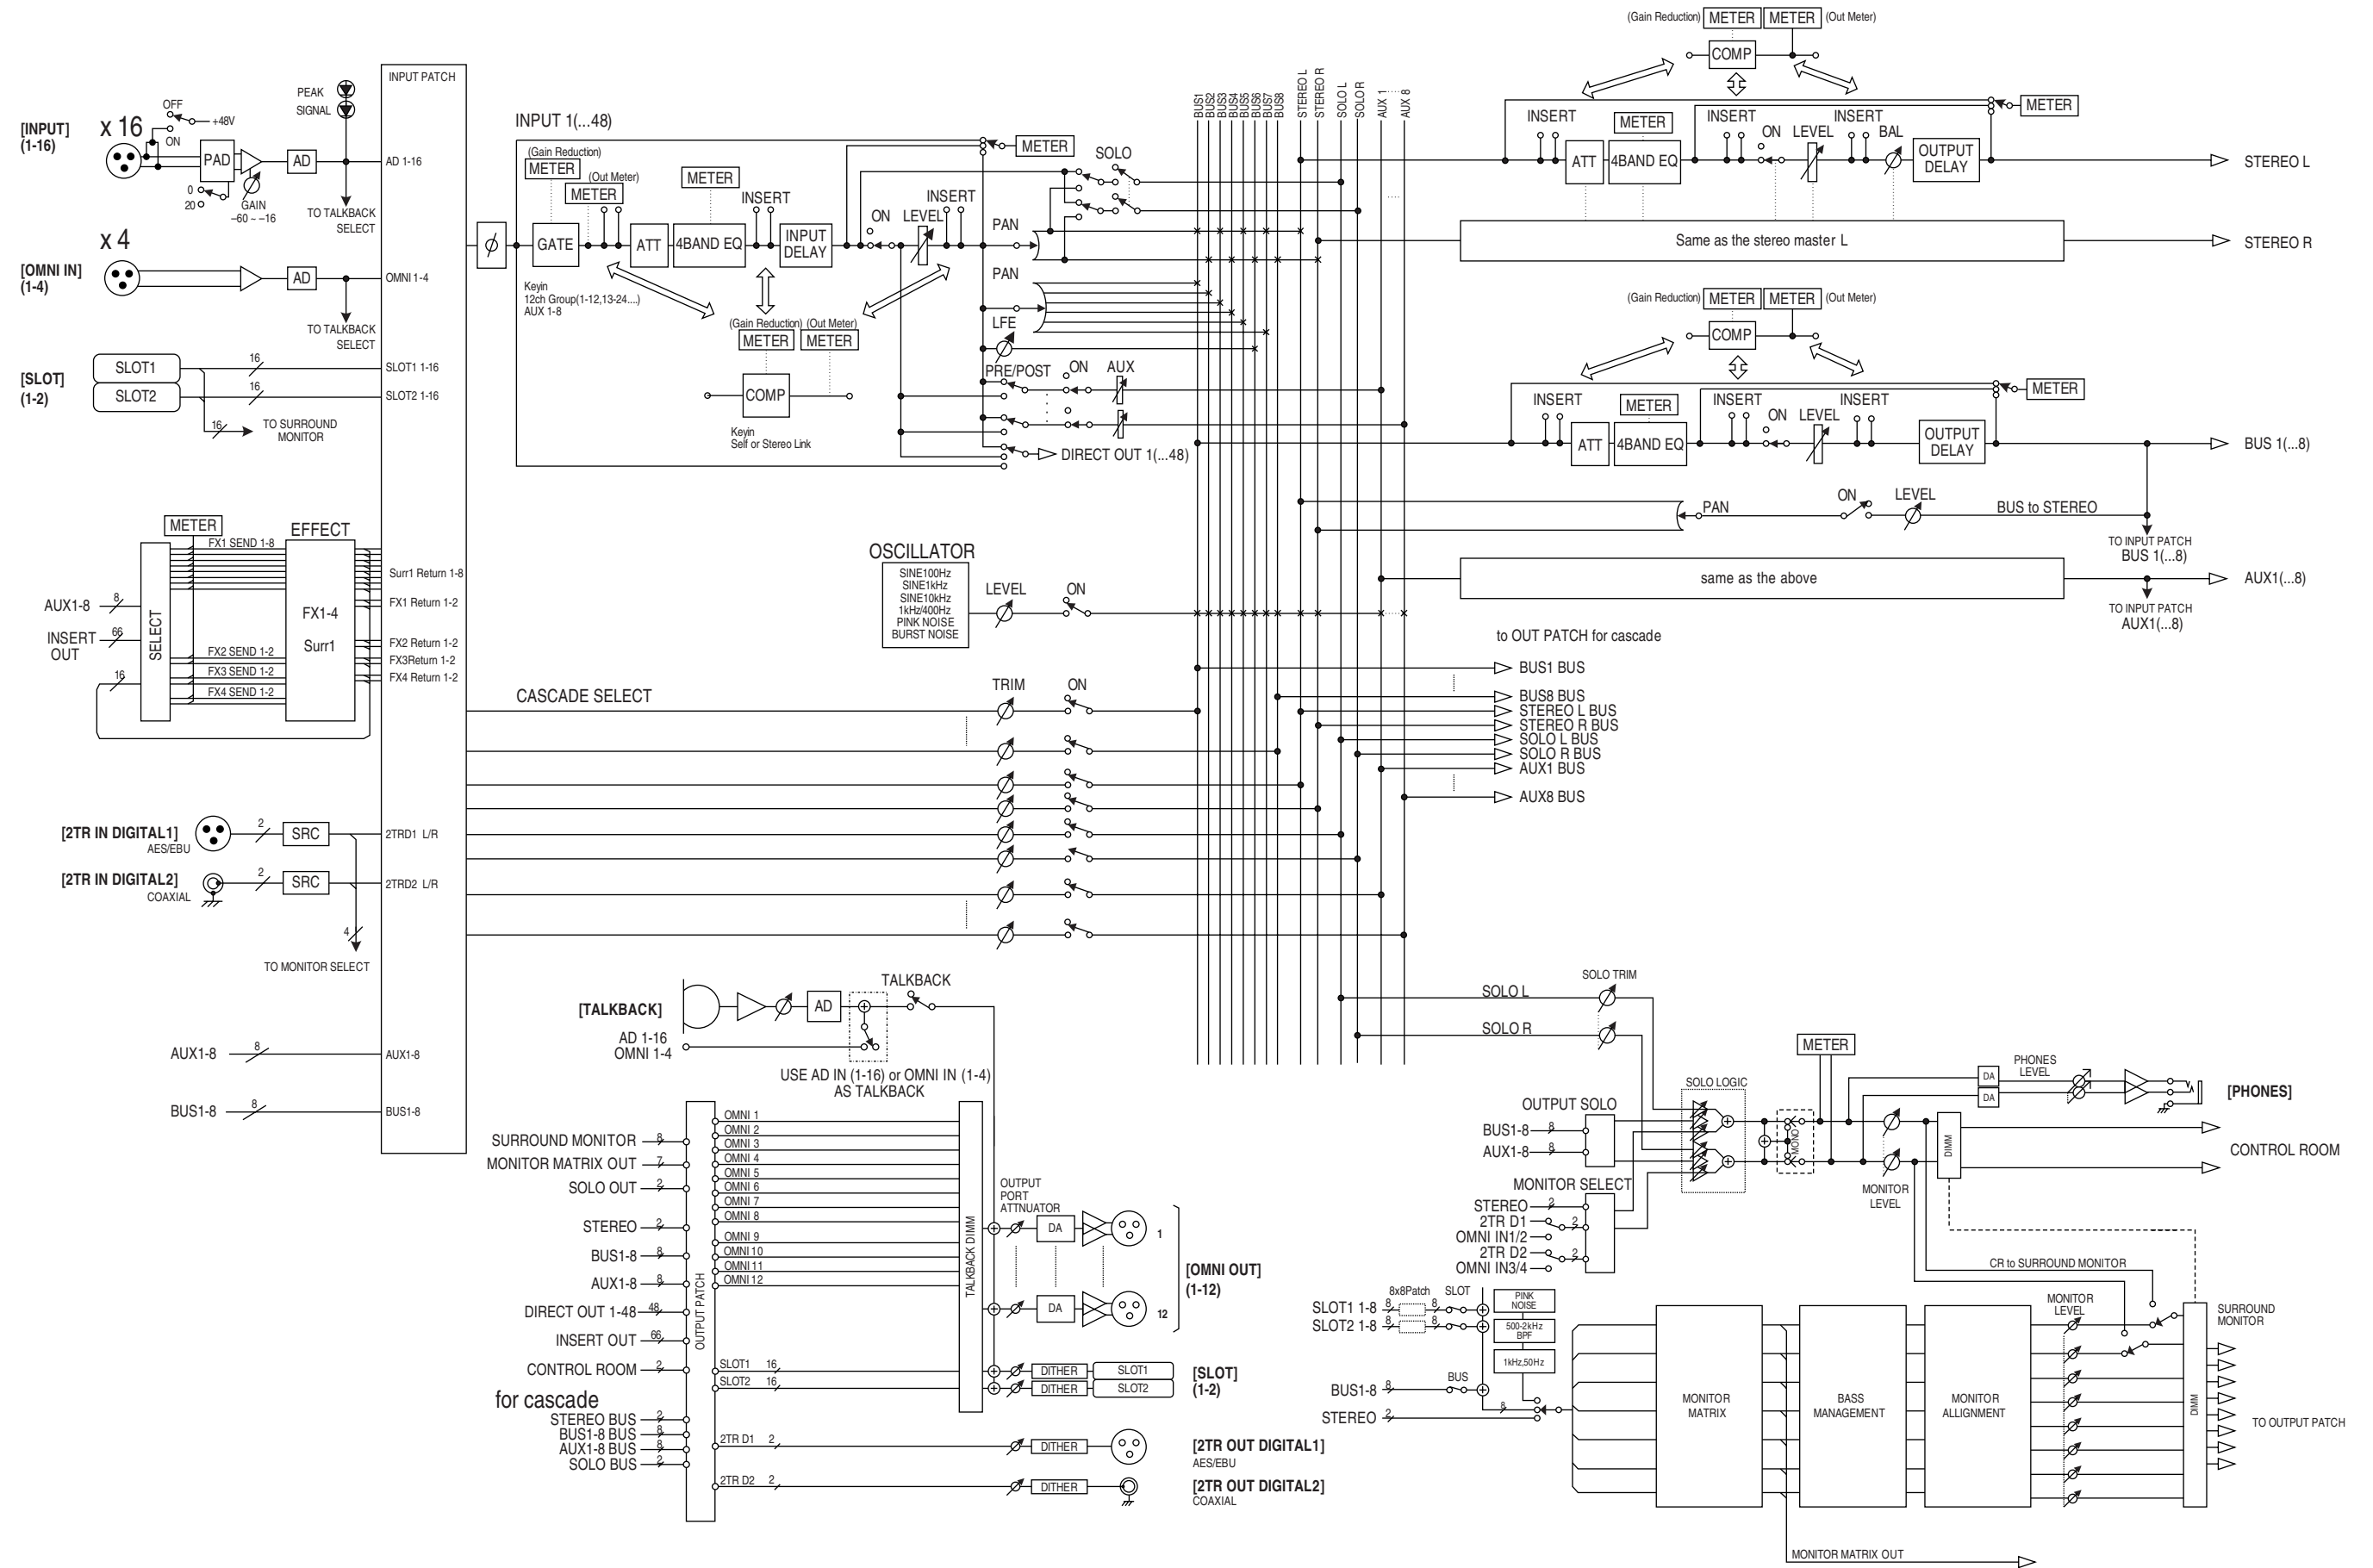 (Gain Reduction) METER METER (Out Meter)
COMP
INPUT PATCH
PEAK
SIGNAL
OFF
+48V
ON
[INPUT]
(1-16)
x 16
PAD
AD
AD 1-16
0
20
GAIN
–60 ~ –16
TO TALKBACK
SELECT
x 4
[OMNI IN]
(1-4)
AD
OMNI 1-4
TO TALKBACK
SELECT
[SLOT]
(1-2)
SLOT1
16
SLOT1 1-16
SLOT2
16
SLOT2 1-16
16
TO SURROUND
MONITOR
METER
EFFECT
FX1 SEND 1-8
Surr1 Return 1-8
AUX1-8
8
FX1-4
FX1 Return 1-2
INSERT
OUT
66
SELECT
Surr1
FX2 Return 1-2
FX2 SEND 1-2
FX3Return 1-2
16
FX3 SEND 1-2
FX4 Return 1-2
FX4 SEND 1-2
[2TR IN DIGITAL1]
AES/EBU
2
SRC
2TRD1 L/R
[2TR IN DIGITAL2]
COAXIAL
2
SRC
2TRD2 L/R
4
TO MONITOR SELECT
AUX1-8
8
AUX1-8
BUS1-8
8
BUS1-8
INPUT 1(...48)
(Gain Reduction)
METER
(Out Meter)
METER
METER
INSERT
ON
LEVEL
INSERT
METER
SOLO
ϕ
GATE
ATT
4BAND EQ
INPUT
DELAY
PAN
PAN
Keyin
12ch Group(1-12,13-24....)
AUX 1-8
(Gain Reduction) (Out Meter)
METER METER
COMP
Keyin
Self or Stereo Link
LFE
PRE/POST
ON
AUX
DIRECT OUT 1(...48)
BUS1
BUS2
BUS3
BUS4
BUS5
BUS6
BUS7
BUS8
STEREO L
STEREO R
SOLO L
SOLO R
AUX 1
AUX 8
METER
INSERT
METER
INSERT
ON
LEVEL
INSERT
BAL
ATT
4BAND EQ
OUTPUT
DELAY
STEREO L
Same as the stereo master L
STEREO R
(Gain Reduction) METER METER (Out Meter)
COMP
METER
INSERT
METER
INSERT
ON
LEVEL
INSERT
ATT
4BAND EQ
OUTPUT
DELAY
BUS 1(...8)
PAN
ON
LEVEL
BUS to STEREO
TO INPUT PATCH
BUS 1(...8)
same as the above
AUX1(...8)
TO INPUT PATCH
AUX1(...8)
OSCILLATOR
SINE100Hz
SINE1kHz
SINE10kHz
1kHz/400Hz
PINK NOISE
BURST NOISE
LEVEL
ON
to OUT PATCH for cascade
BUS1 BUS
BUS8 BUS
STEREO L BUS
STEREO R BUS
SOLO L BUS
SOLO R BUS
AUX1 BUS
AUX8 BUS
CASCADE SELECT
TRIM
ON
[TALKBACK]
AD
TALKBACK
AD 1-16
OMNI 1-4
USE AD IN (1-16) or OMNI IN (1-4)
AS TALKBACK
SURROUND MONITOR
8
MONITOR MATRIX OUT
7
SOLO OUT
2
STEREO
2
BUS1-8
8
AUX1-8
8
DIRECT OUT 1-48
48
INSERT OUT
66
CONTROL ROOM
2
for cascade
STEREO BUS
2
BUS1-8 BUS
8
AUX1-8 BUS
8
SOLO BUS
2
OUTPUT PATCH
OMNI 1
OMNI 2
OMNI 3
OMNI 4
OMNI 5
OMNI 6
OMNI 7
OMNI 8
OMNI 9
OMNI 10
OMNI 11
OMNI 12
SLOT1 16
SLOT2 16
2TR D1 2
2TR D2 2
TALKBACK DIMM
OUTPUT
PORT
ATTNUATOR
DA
1
DA
12
[OMNI OUT]
(1-12)
DITHER
SLOT1
DITHER
SLOT2
[SLOT]
(1-2)
DITHER
[2TR OUT DIGITAL1]
AES/EBU
DITHER
[2TR OUT DIGITAL2]
COAXIAL
SOLO TRIM
SOLO L
SOLO R
SOLO LOGIC
OUTPUT SOLO
BUS1-8
8
AUX1-8
8
MONITOR SELECT
STEREO
2
2TR D1
2
OMNI IN1/2
2TR D2
2
OMNI IN3/4
MONO
METER
DA
DA
PHONES
LEVEL
[PHONES]
MONITOR
LEVEL
DIMM
CONTROL ROOM
CR to SURROUND MONITOR
8x8Patch
SLOT
SLOT1 1-8
8
8
SLOT2 1-8
8
8
PINK
NOISE
500-2kHz
BPF
1kHz,50Hz
BUS
BUS1-8
8
STEREO
2
8
MONITOR
MATRIX
BASS
MANAGEMENT
MONITOR
ALLIGNMENT
MONITOR
LEVEL
DIMM
SURROUND
MONITOR
TO OUTPUT PATCH
MONITOR MATRIX OUT